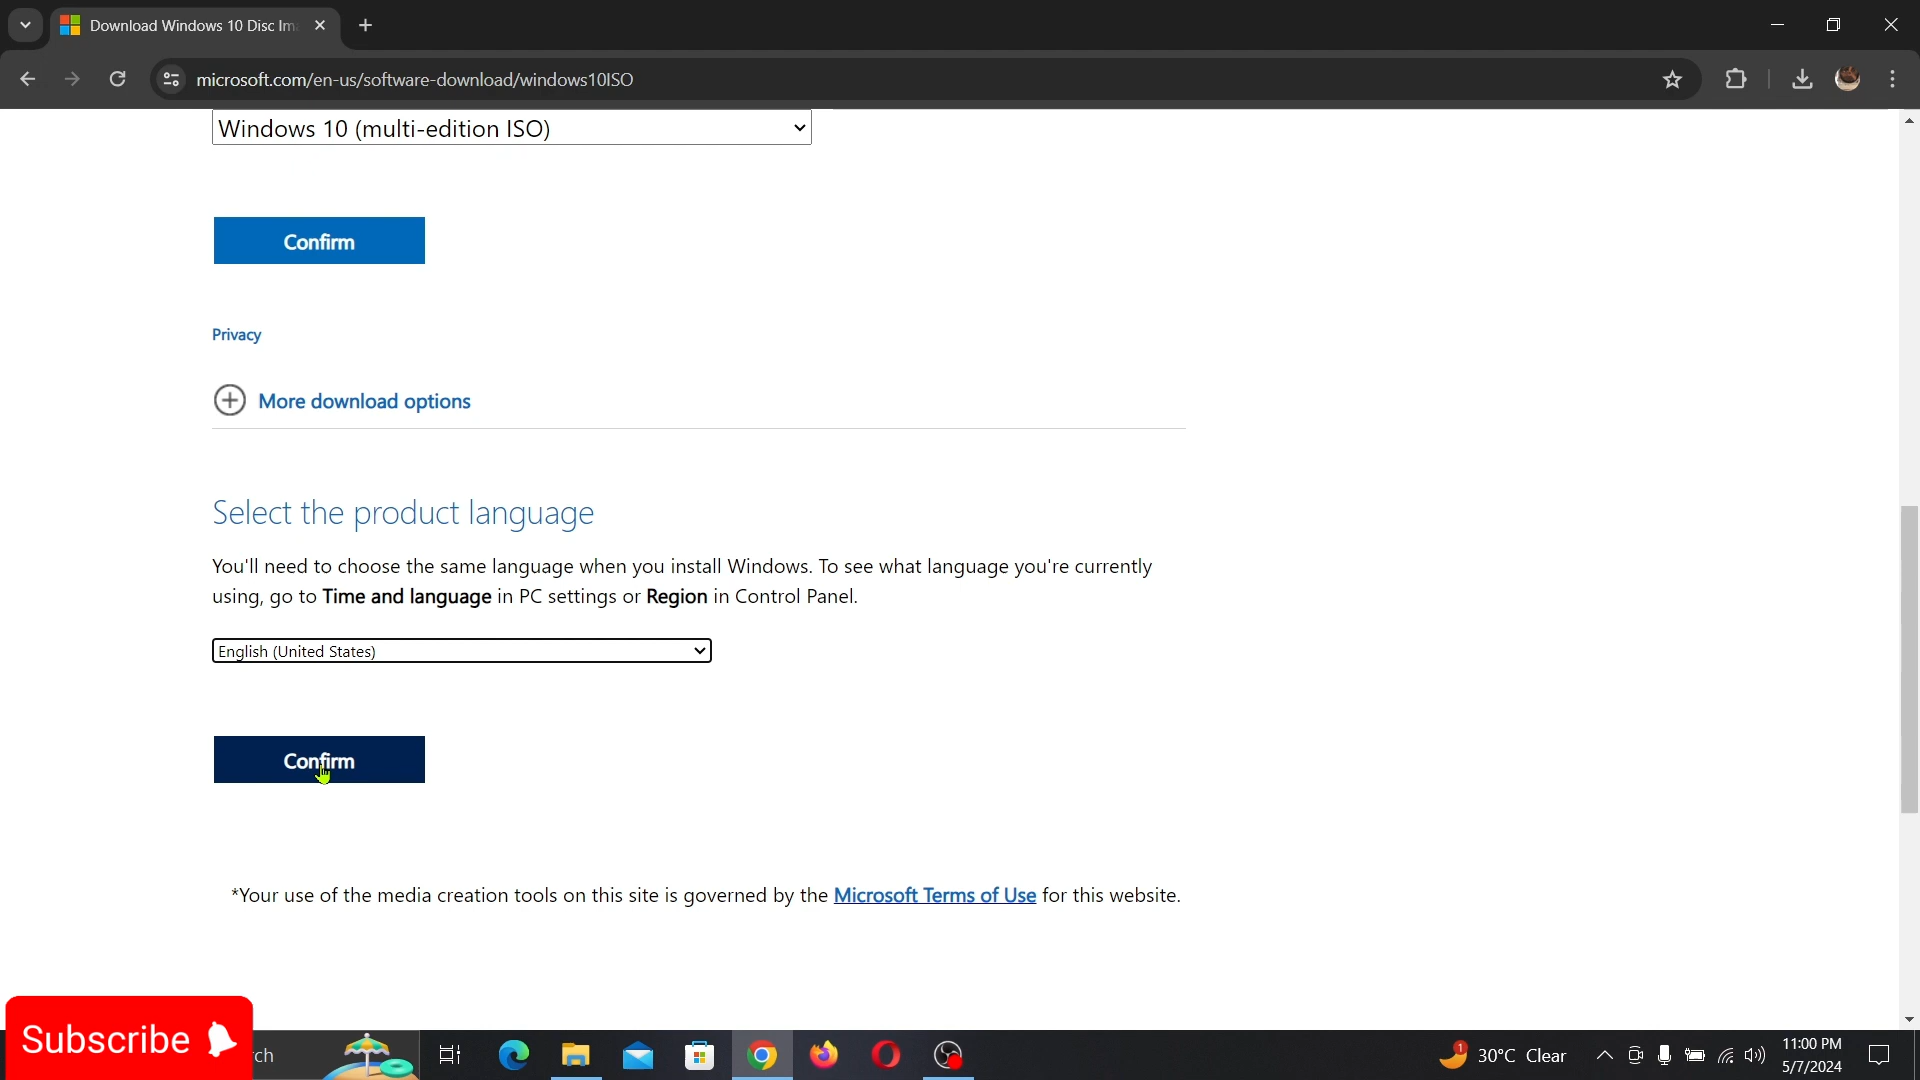 Download Windows 10 Disc Im
microsoft.com/en-us/software-download/windows10ISO
Windows 10 (multi-edition ISO)
Confirm
Privacy
More download options
Select the product language
You'll need to choose the same language when you install Windows. To see what language you're currently
using, go to Time and language in PC settings or Region in Control Panel.
English (United States)
Confirm
*Your use of the media creation tools on this site is governed by the Microsoft Terms of Use for this website.
Subscribe
rch
1
30°C Clear
11:00 PM
5/7/2024